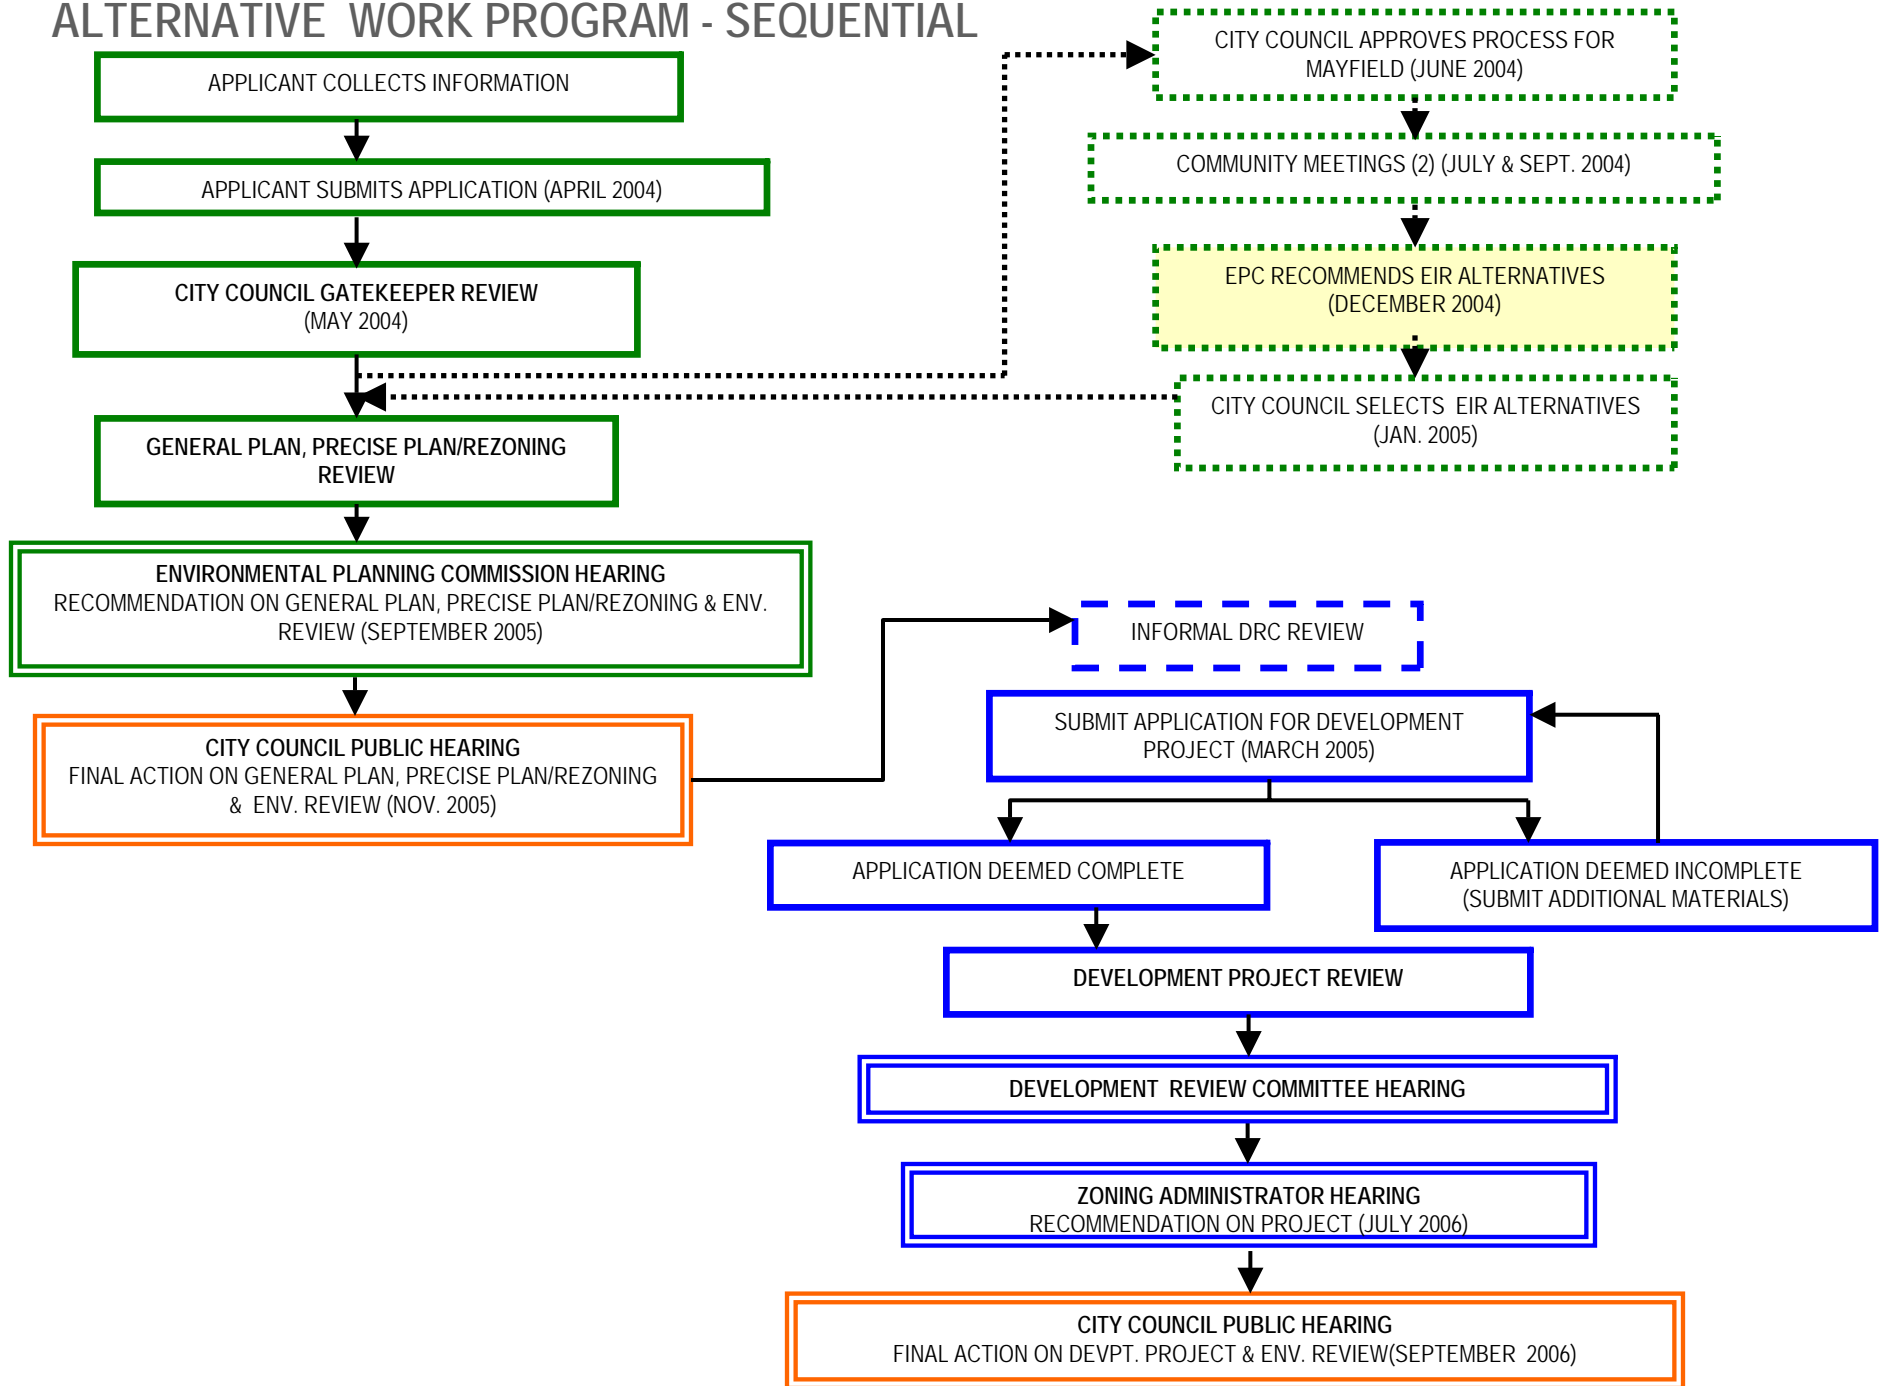 ALTERNATIVE WORK PROGRAM - SEQUENTIAL
APPLICANT COLLECTS INFORMATION
APPLICANT SUBMITS APPLICATION (APRIL 2004)
CITY COUNCIL GATEKEEPER REVIEW
(MAY 2004)
CITY COUNCIL APPROVES PROCESS FOR
MAYFIELD (JUNE 2004)
COMMUNITY MEETINGS (2) (JULY & SEPT. 2004)
EPC RECOMMENDS EIR ALTERNATIVES
(DECEMBER 2004)
CITY COUNCIL SELECTS EIR ALTERNATIVES
(JAN. 2005)
GENERAL PLAN, PRECISE PLAN/REZONING
REVIEW
ENVIRONMENTAL PLANNING COMMISSION HEARING
RECOMMENDATION ON GENERAL PLAN, PRECISE PLAN/REZONING & ENV.
REVIEW (SEPTEMBER 2005)
CITY COUNCIL PUBLIC HEARING
FINAL ACTION ON GENERAL PLAN, PRECISE PLAN/REZONING
& ENV. REVIEW (NOV. 2005)
INFORMAL DRC REVIEW
SUBMIT APPLICATION FOR DEVELOPMENT
PROJECT (MARCH 2005)
APPLICATION DEEMED COMPLETE
APPLICATION DEEMED INCOMPLETE
(SUBMIT ADDITIONAL MATERIALS)
DEVELOPMENT PROJECT REVIEW
DEVELOPMENT REVIEW COMMITTEE HEARING
ZONING ADMINISTRATOR HEARING
RECOMMENDATION ON PROJECT (JULY 2006)
CITY COUNCIL PUBLIC HEARING
FINAL ACTION ON DEVPT. PROJECT & ENV. REVIEW(SEPTEMBER 2006)